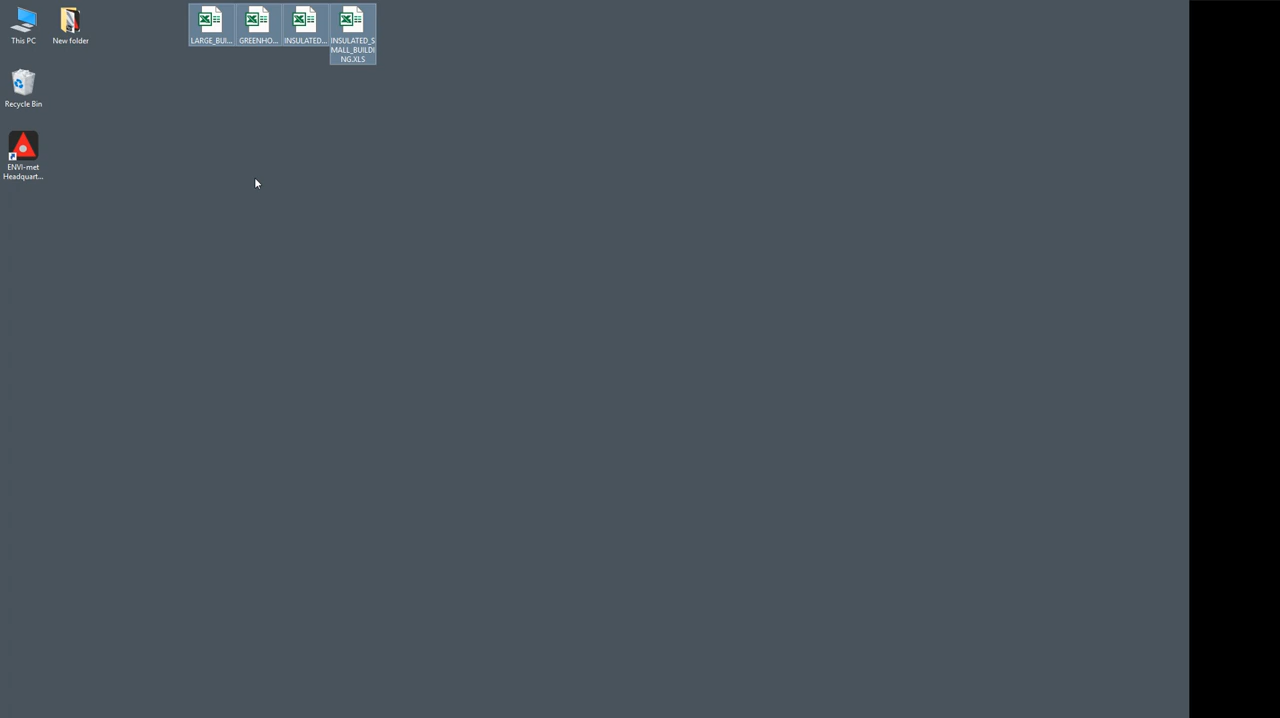 This PC
New folder
LARGE_BUI...
GREENHO...
INSULATED...
INSULATED_S
MALL_BUILDI
NG.XLS
Recycle Bin
ENVI-met
Headquart...